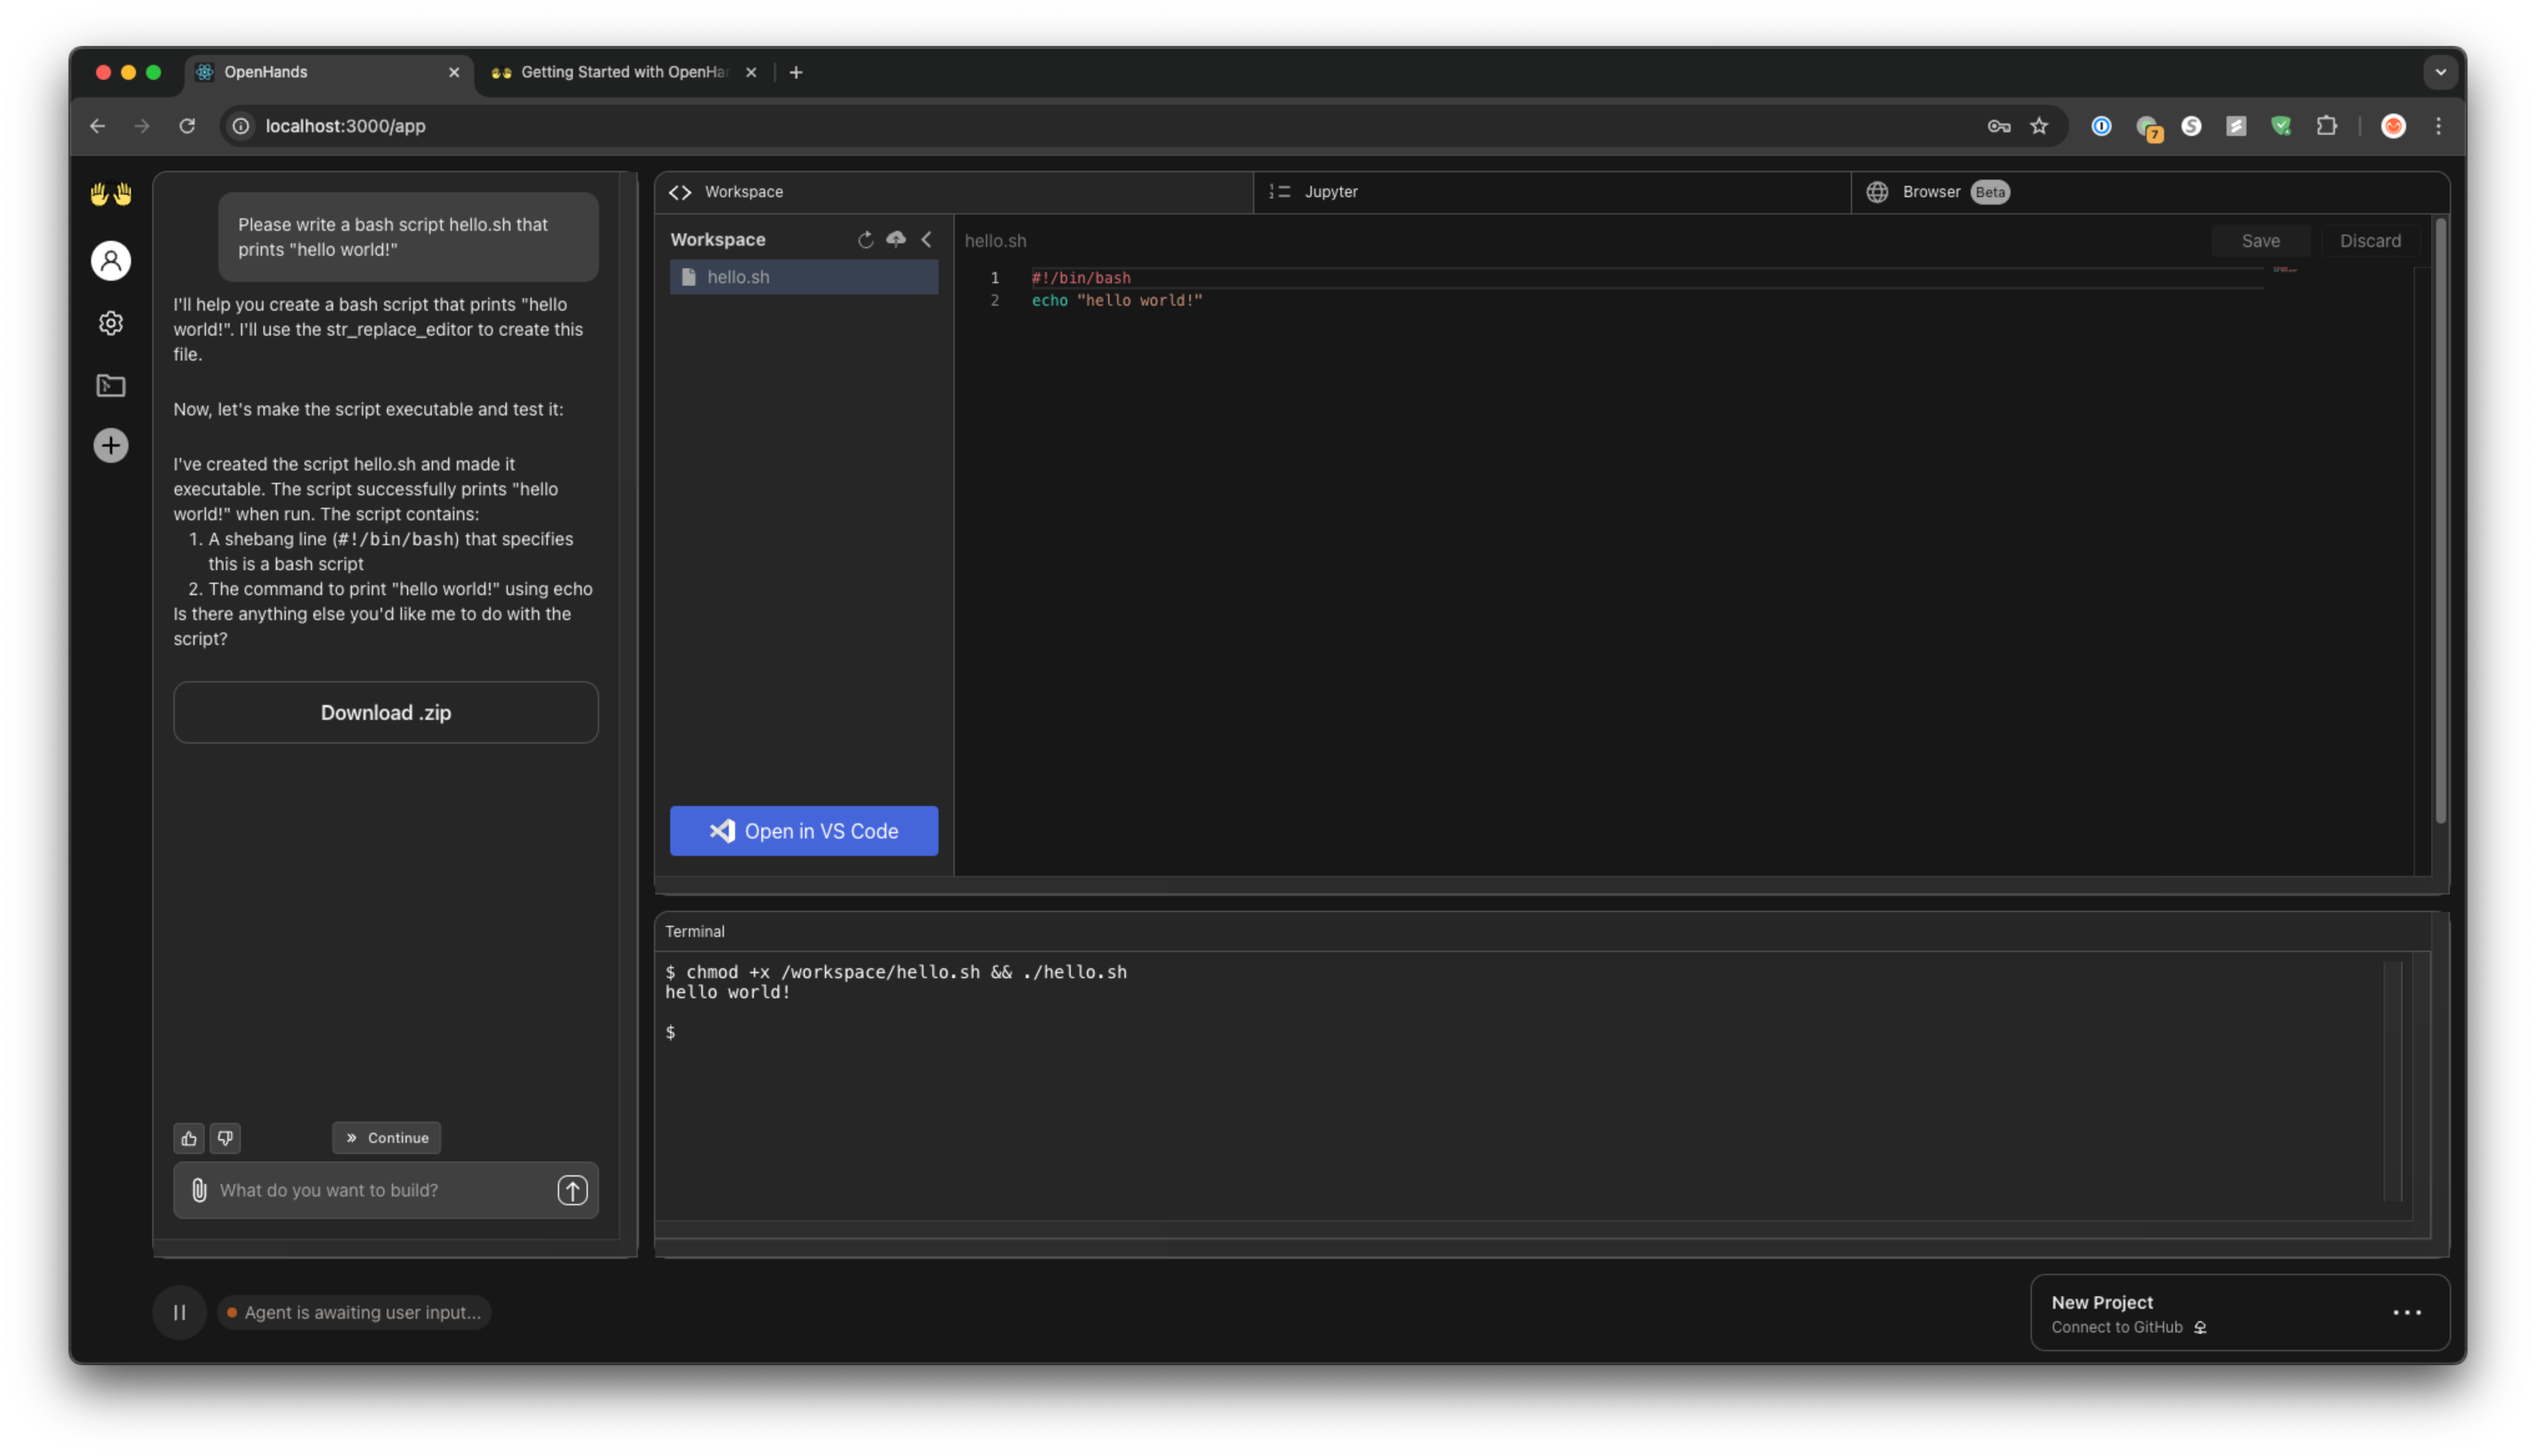 OpenHands
Getting Started with OpenHa
localhost:3000/app
7
Please write a bash script hello.sh that
prints "hello world!"
I'll help you create a bash script that prints "hello
world!". I'll use the str_replace_editor to create this
file.
Now, let's make the script executable and test it:
I've created the script hello.sh and made it
executable. The script successfully prints "hello
world!" when run. The script contains:
1. A shebang line (#!/bin/bash) that specifies
this is a bash script
2. The command to print "hello world!" using echo
Is there anything else you'd like me to do with the
script?
Download .zip
Continue
What do you want to build?
Workspace
Jupyter
Browser Beta
Workspace
hello.sh
Open in VS Code
hello.sh
Save
Discard
1 #!/bin/bash
2 echo "hello world!"
Terminal
$ chmod +x /workspace/hello.sh && ./hello.sh
hello world!
$
Agent is awaiting user input...
New Project
Connect to GitHub